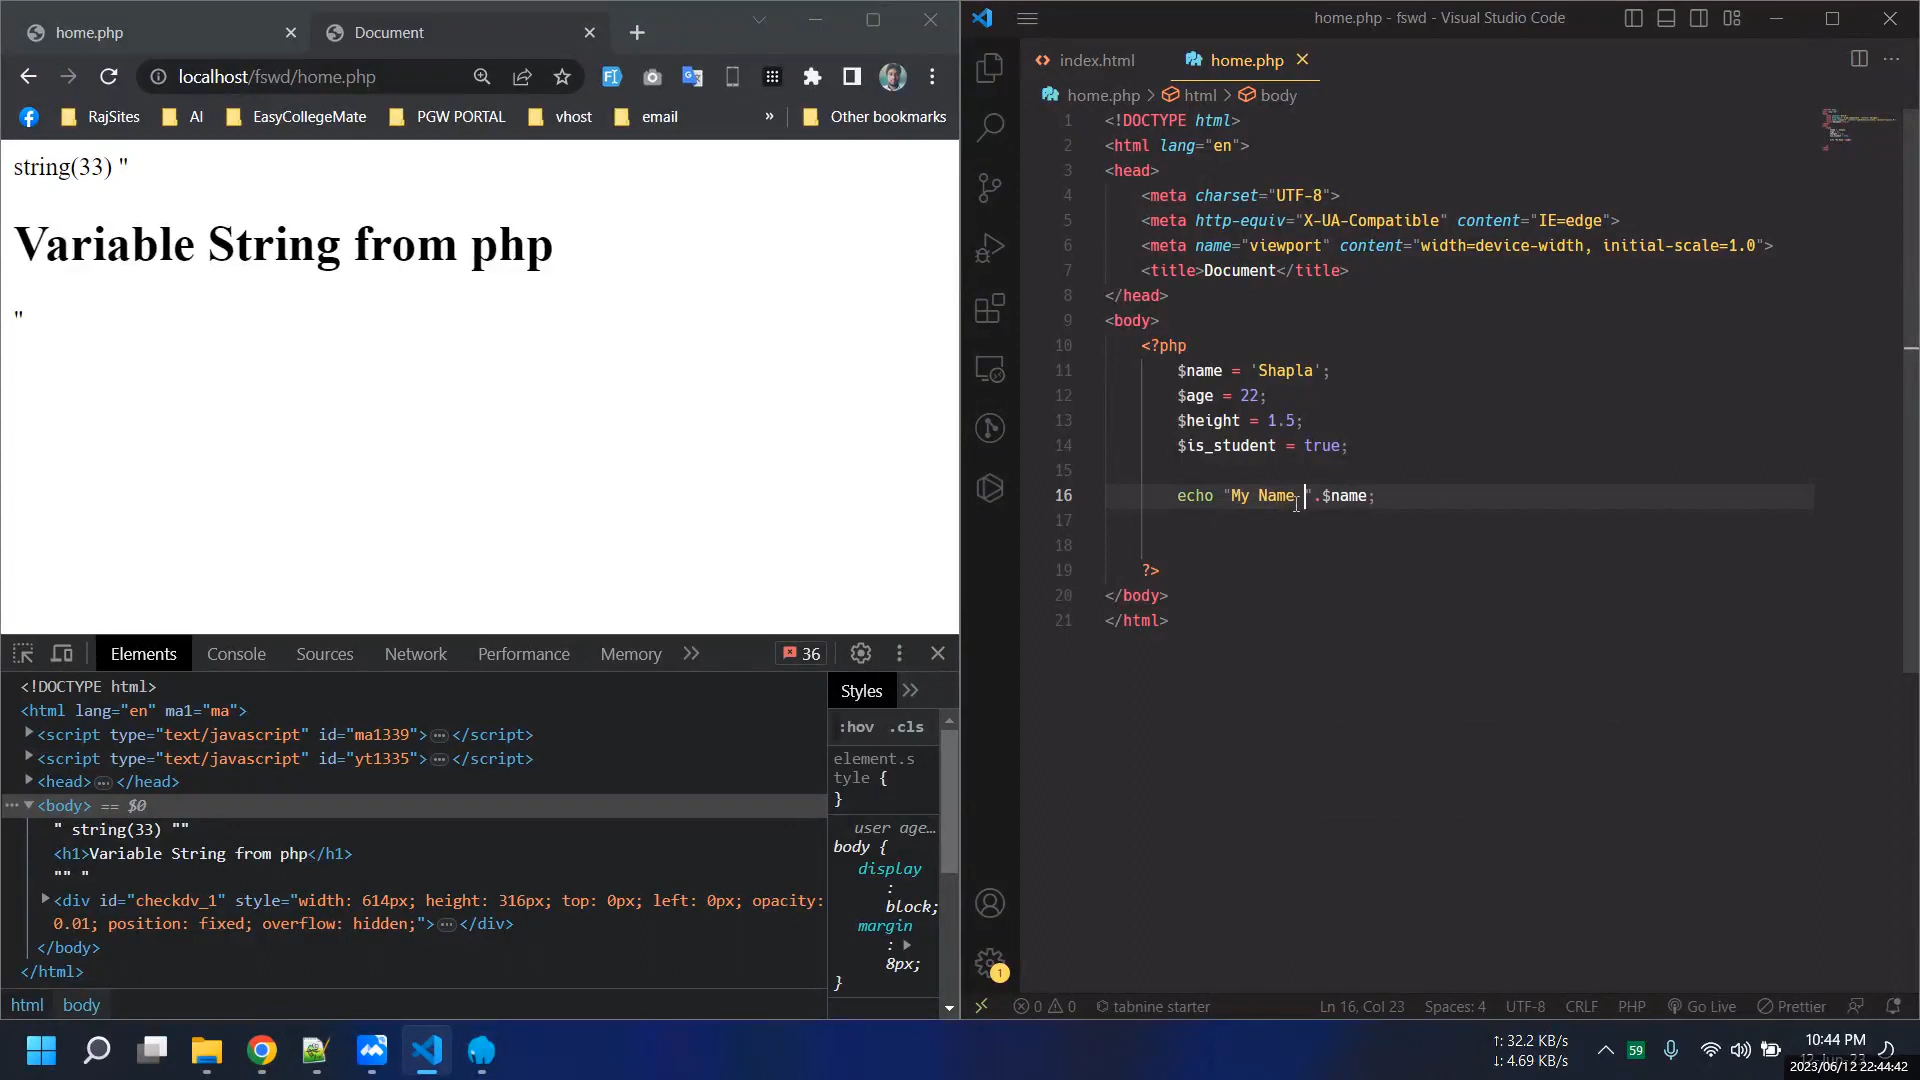 home.php
Document
localhost/fswd/home.php
RajSites
AI
EasyCollegeMate
PGW PORTAL
vhost
email
»
Other bookmarks
string(33) "
Variable String from php
"
Elements
Console
Sources
Network
Performance
Memory
36
<!DOCTYPE html>
<html lang="en" ma1="ma">
<script type="text/javascript" id="ma1339">…</script>
<script type="text/javascript" id="yt1335">…</script>
<head>…</head>
<body> == $0
" string(33) ""
<h1>Variable String from php</h1>
"" "
<div id="checkdv_1" style="width: 614px; height: 316px; top: 0px; left: 0px; opacity:
0.01; position: fixed; overflow: hidden;">…</div>
</body>
</html>
html body
Styles
:hov .cls
element.s
tyle {
}
user age…
body {
display
:
block;
margin
:
8px;
}
home.php - fswd - Visual Studio Code
index.html
home.php
home.php > html > body
1 <!DOCTYPE html>
2 <html lang="en">
3 <head>
4 <meta charset="UTF-8">
5 <meta http-equiv="X-UA-Compatible" content="IE=edge">
6 <meta name="viewport" content="width=device-width, initial-scale=1.0">
7 <title>Document</title>
8 </head>
9 <body>
10 <?php
11 $name = 'Shapla';
12 $age = 22;
13 $height = 1.5;
14 $is_student = true;
15
16 echo "My Name ".$name;
17
18
19 ?>
20 </body>
21 </html>
1
0 0
tabnine starter
Ln 16, Col 23
Spaces: 4
UTF-8
CRLF
PHP
Go Live
Prettier
↑: 32.2 KB/s
↓: 4.69 KB/s
59
10:44 PM
2023/06/12 22:44:42